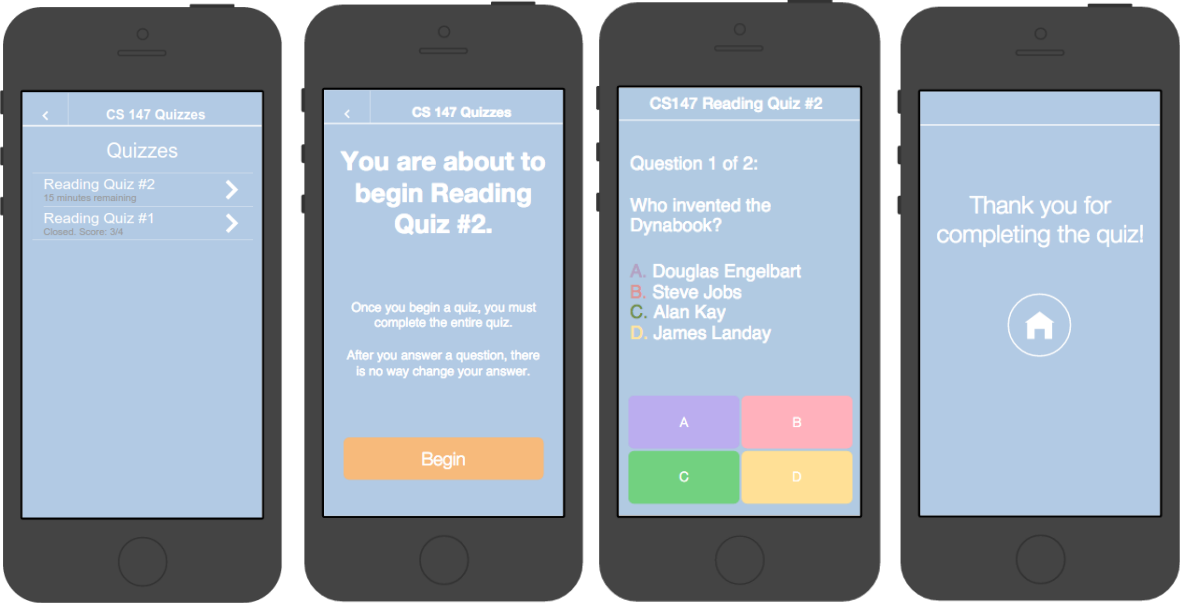 CS 147 Quizzes
Quizzes
Reading Quiz #2
15 minutes remaining
Reading Quiz #1
Closed. Score: 3/4
CS 147 Quizzes
You are about to
begin Reading
Quiz #2.
Once you begin a quiz, you must
complete the entire quiz.
After you answer a question, there
is no way change your answer.
Begin
CS147 Reading Quiz #2
Question 1 of 2:
Who invented the
Dynabook?
A. Douglas Engelbart
B. Steve Jobs
C. Alan Kay
D. James Landay
A B
C D
Thank you for
completing the quiz!